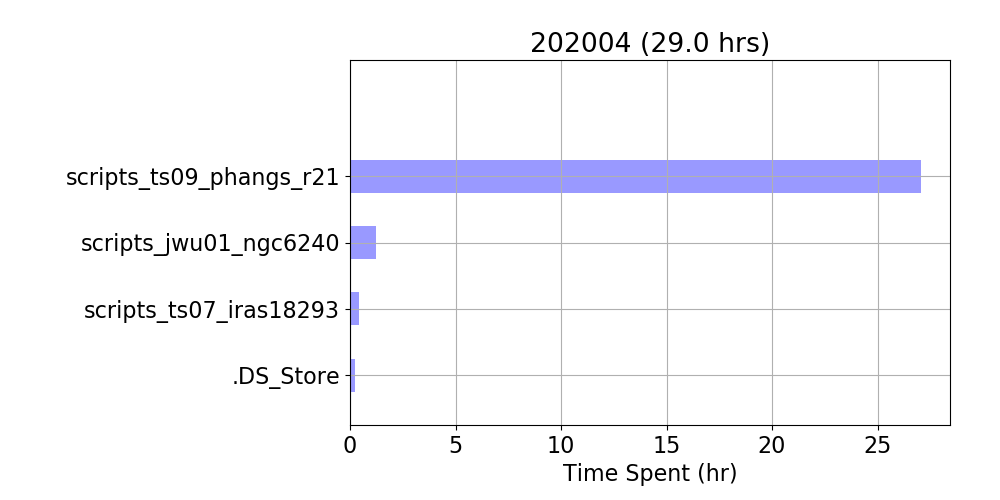 202004 (29.0 hrs)
scripts_ts09_phangs_r21
scripts_jwu01_ngc6240
scripts_ts07_iras18293
.DS_Store
0 5 10 15 20 25
Time Spent (hr)